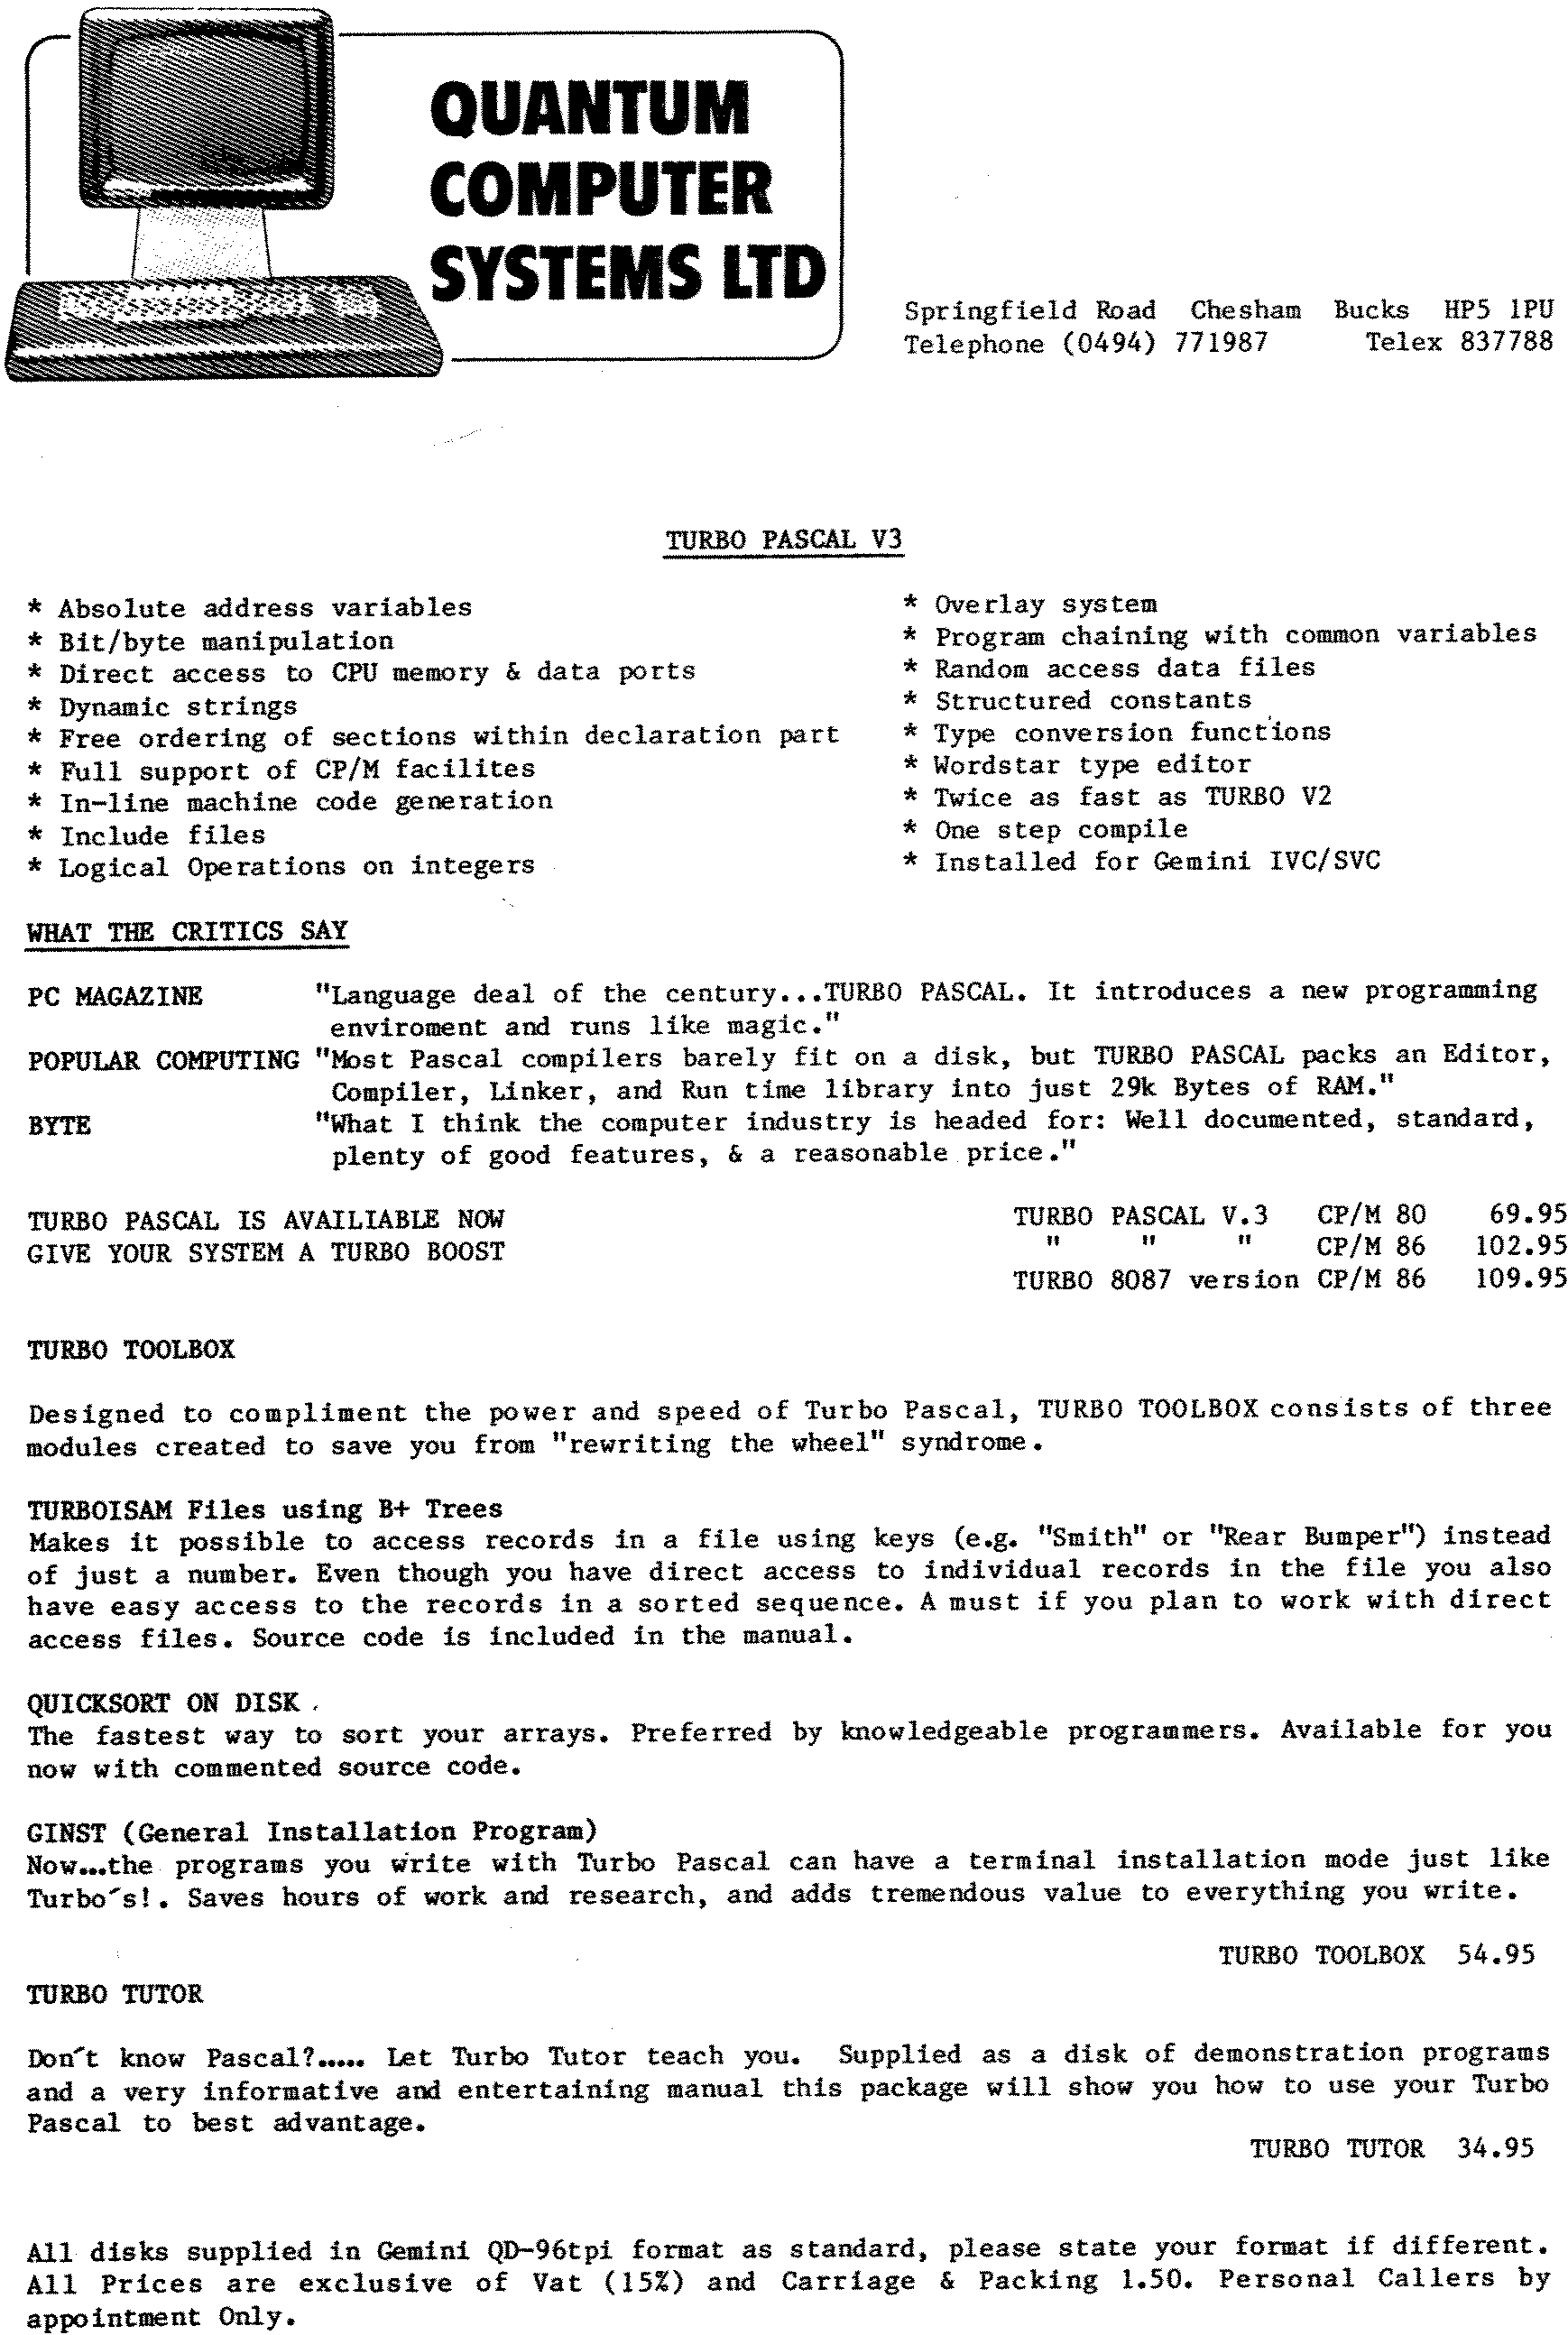 QUANTUM
COMPUTER
SYSTEMS LTD
Springfield Road Chesham Bucks HP5 1PU
Telephone (0494) 771987 Telex 837788
TURBO PASCAL V3
* Absolute address variables
* Bit/byte manipulation
* Direct access to CPU memory & data ports
* Dynamic strings
* Free ordering of sections within declaration part
* Full support of CP/M facilites
* In-line machine code generation
* Include files
* Logical Operations on integers
* Overlay system
* Program chaining with common variables
* Random access data files
* Structured constants
* Type conversion functions
* Wordstar type editor
* Twice as fast as TURBO V2
* One step compile
* Installed for Gemini IVC/SVC
WHAT THE CRITICS SAY
PC MAGAZINE "Language deal of the century...TURBO PASCAL. It introduces a new programming
enviroment and runs like magic."
POPULAR COMPUTING "Most Pascal compilers barely fit on a disk, but TURBO PASCAL packs an Editor,
Compiler, Linker, and Run time library into just 29k Bytes of RAM."
BYTE "What I think the computer industry is headed for: Well documented, standard,
plenty of good features, & a reasonable price."
TURBO PASCAL IS AVAILIABLE NOW
GIVE YOUR SYSTEM A TURBO BOOST
TURBO PASCAL V.3 CP/M 80 69.95
" " " CP/M 86 102.95
TURBO 8087 version CP/M 86 109.95
TURBO TOOLBOX
Designed to compliment the power and speed of Turbo Pascal, TURBO TOOLBOX consists of three
modules created to save you from "rewriting the wheel" syndrome.
TURBOISAM Files using B+ Trees
Makes it possible to access records in a file using keys (e.g. "Smith" or "Rear Bumper") instead
of just a number. Even though you have direct access to individual records in the file you also
have easy access to the records in a sorted sequence. A must if you plan to work with direct
access files. Source code is included in the manual.
QUICKSORT ON DISK
The fastest way to sort your arrays. Preferred by knowledgeable programmers. Available for you
now with commented source code.
GINST (General Installation Program)
Now...the programs you write with Turbo Pascal can have a terminal installation mode just like
Turbo´s!. Saves hours of work and research, and adds tremendous value to everything you write.
TURBO TOOLBOX 54.95
TURBO TUTOR
Don´t know Pascal?..... Let Turbo Tutor teach you. Supplied as a disk of demonstration programs
and a very informative and entertaining manual this package will show you how to use your Turbo
Pascal to best advantage.
TURBO TUTOR 34.95
All disks supplied in Gemini QD-96tpi format as standard, please state your format if different.
All Prices are exclusive of Vat (15%) and Carriage & Packing 1.50. Personal Callers by
appointment Only.